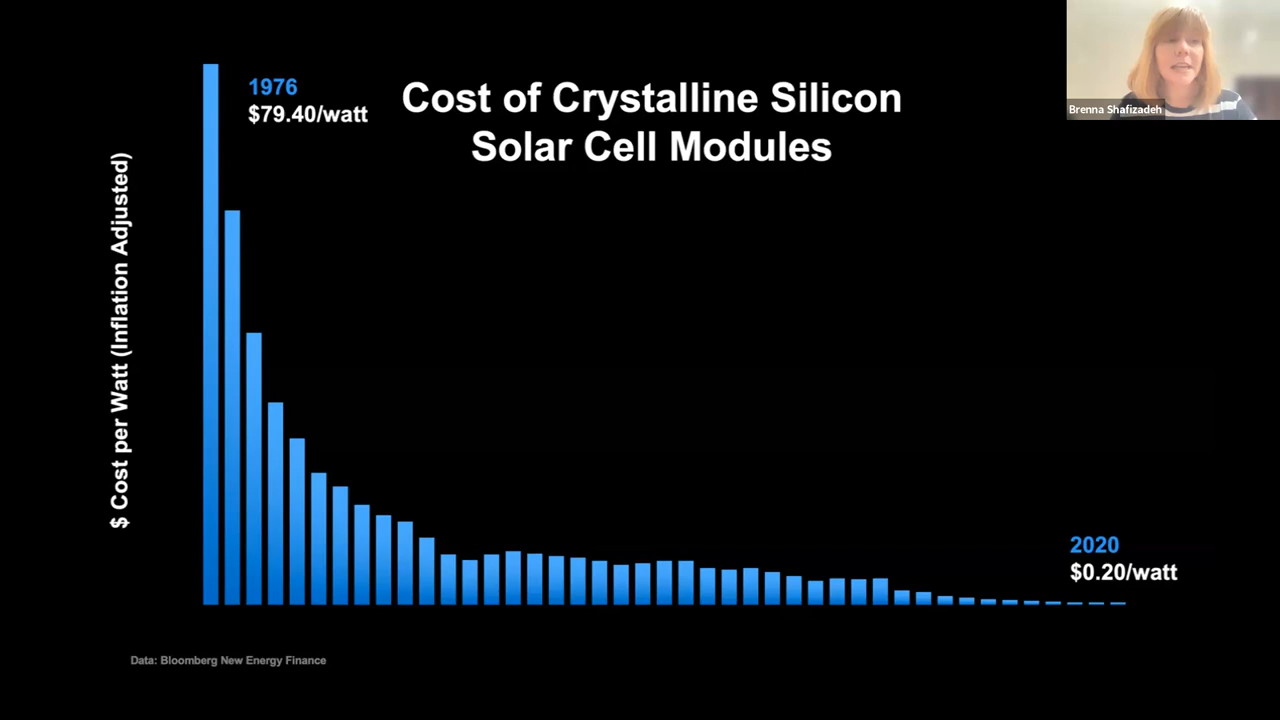 1976
$79.40/watt
Cost of Crystalline Silicon
Solar Cell Modules
Brenna Shafizadeh
$ Cost per Watt (Inflation Adjusted)
2020
$0.20/watt
Data: Bloomberg New Energy Finance